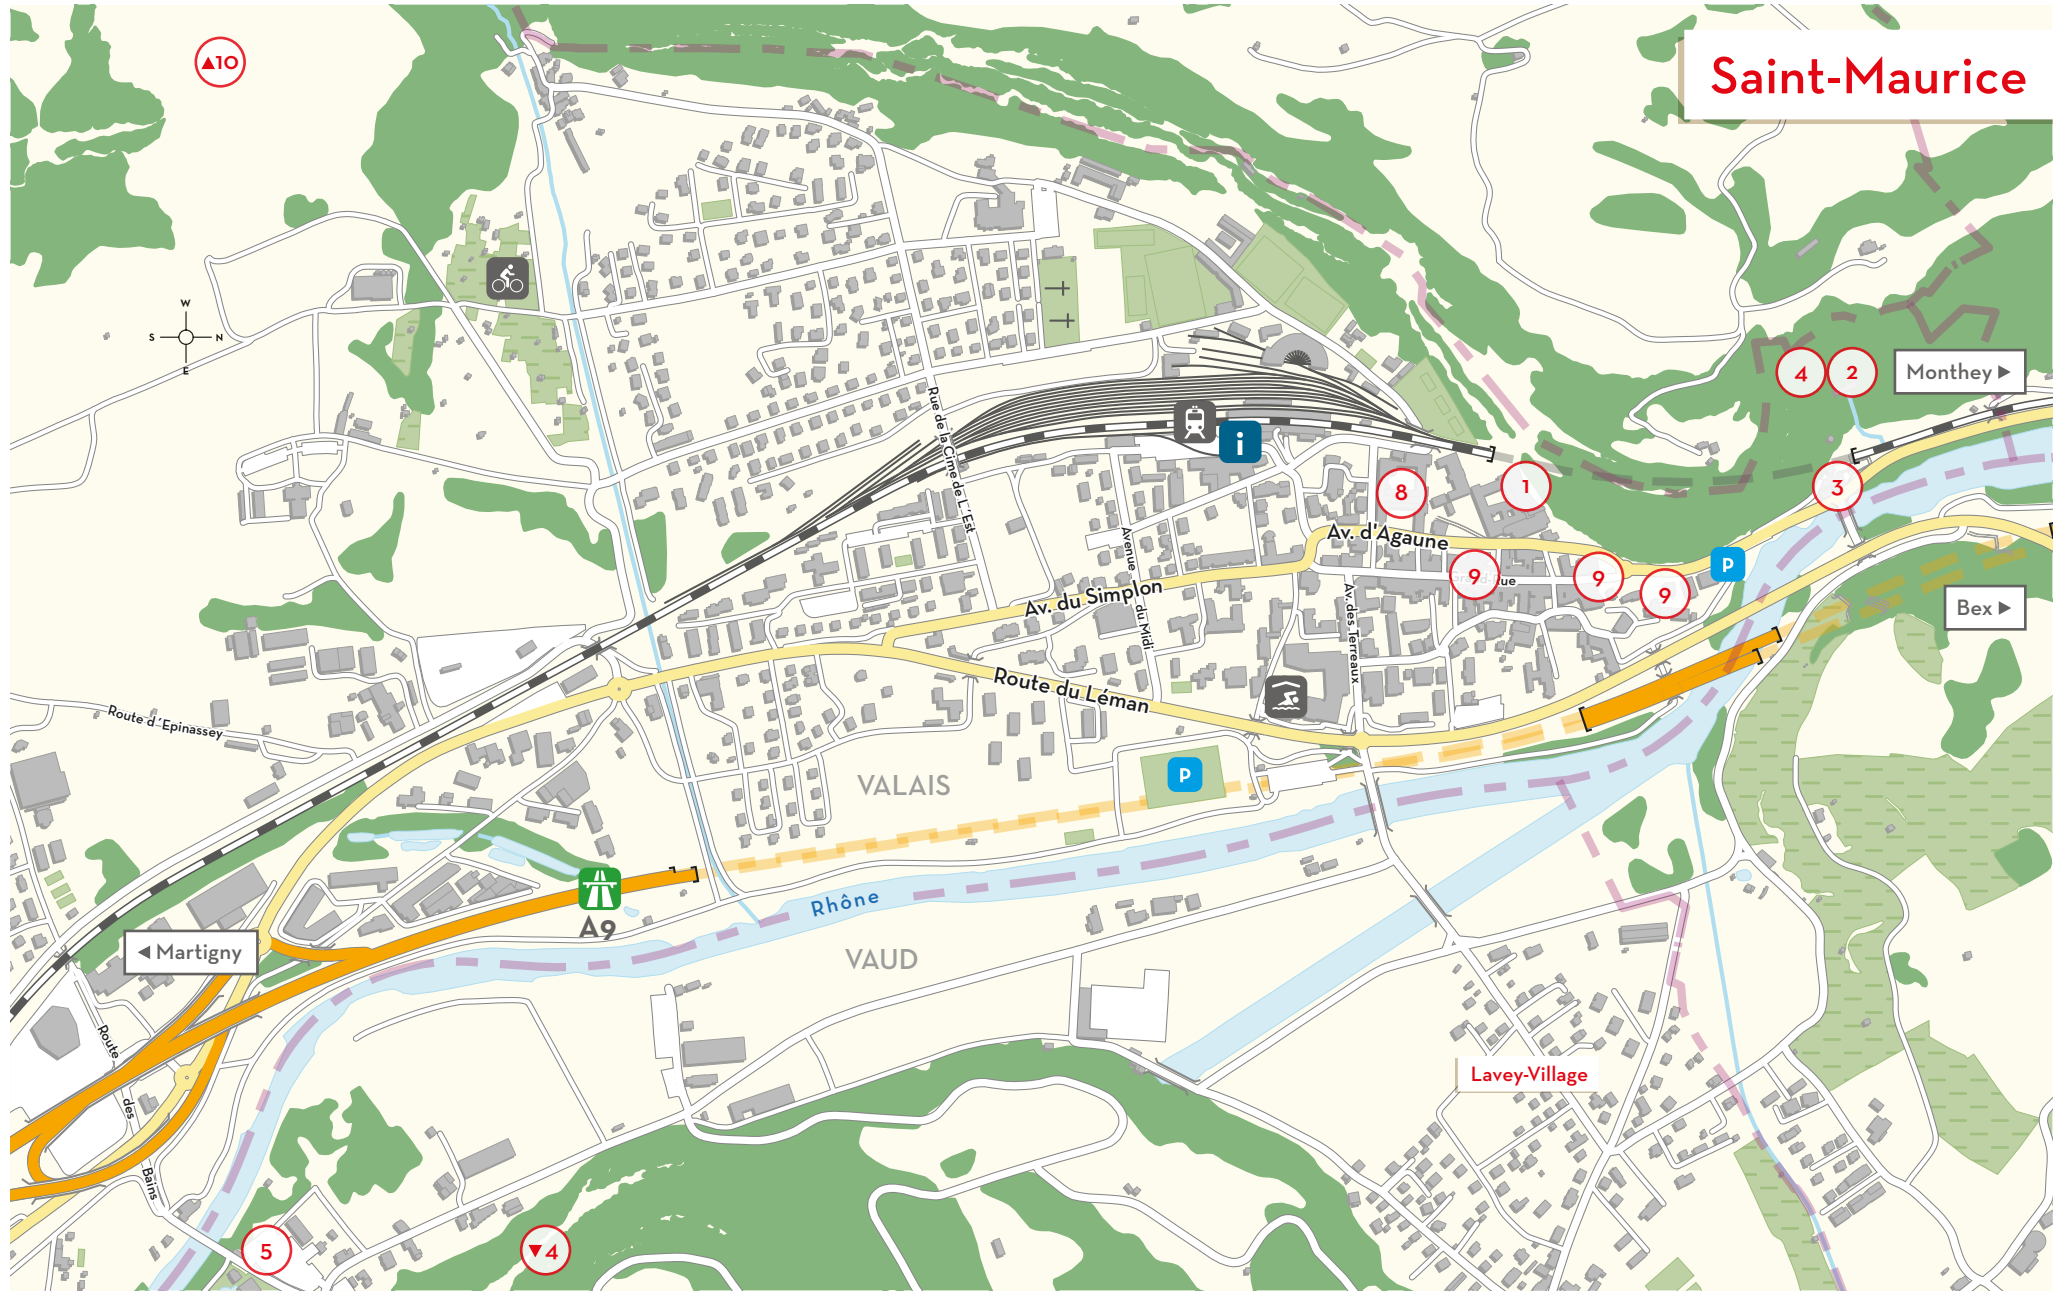 ▲10
Saint-Maurice
W
S N
E
4
2
Monthey ►
Rue de la Cime de L'Est
i
8
1
3
Av. d'Agaune
Avenue du Midi
P
9
Grand-Rue
9
9
Av. du Simplon
Av. des Terreaux
Bex ►
Route du Léman
Route d'Epinassey
VALAIS
P
Rhône
A9
◄ Martigny
VAUD
Route des Bains
Lavey-Village
5
▼4